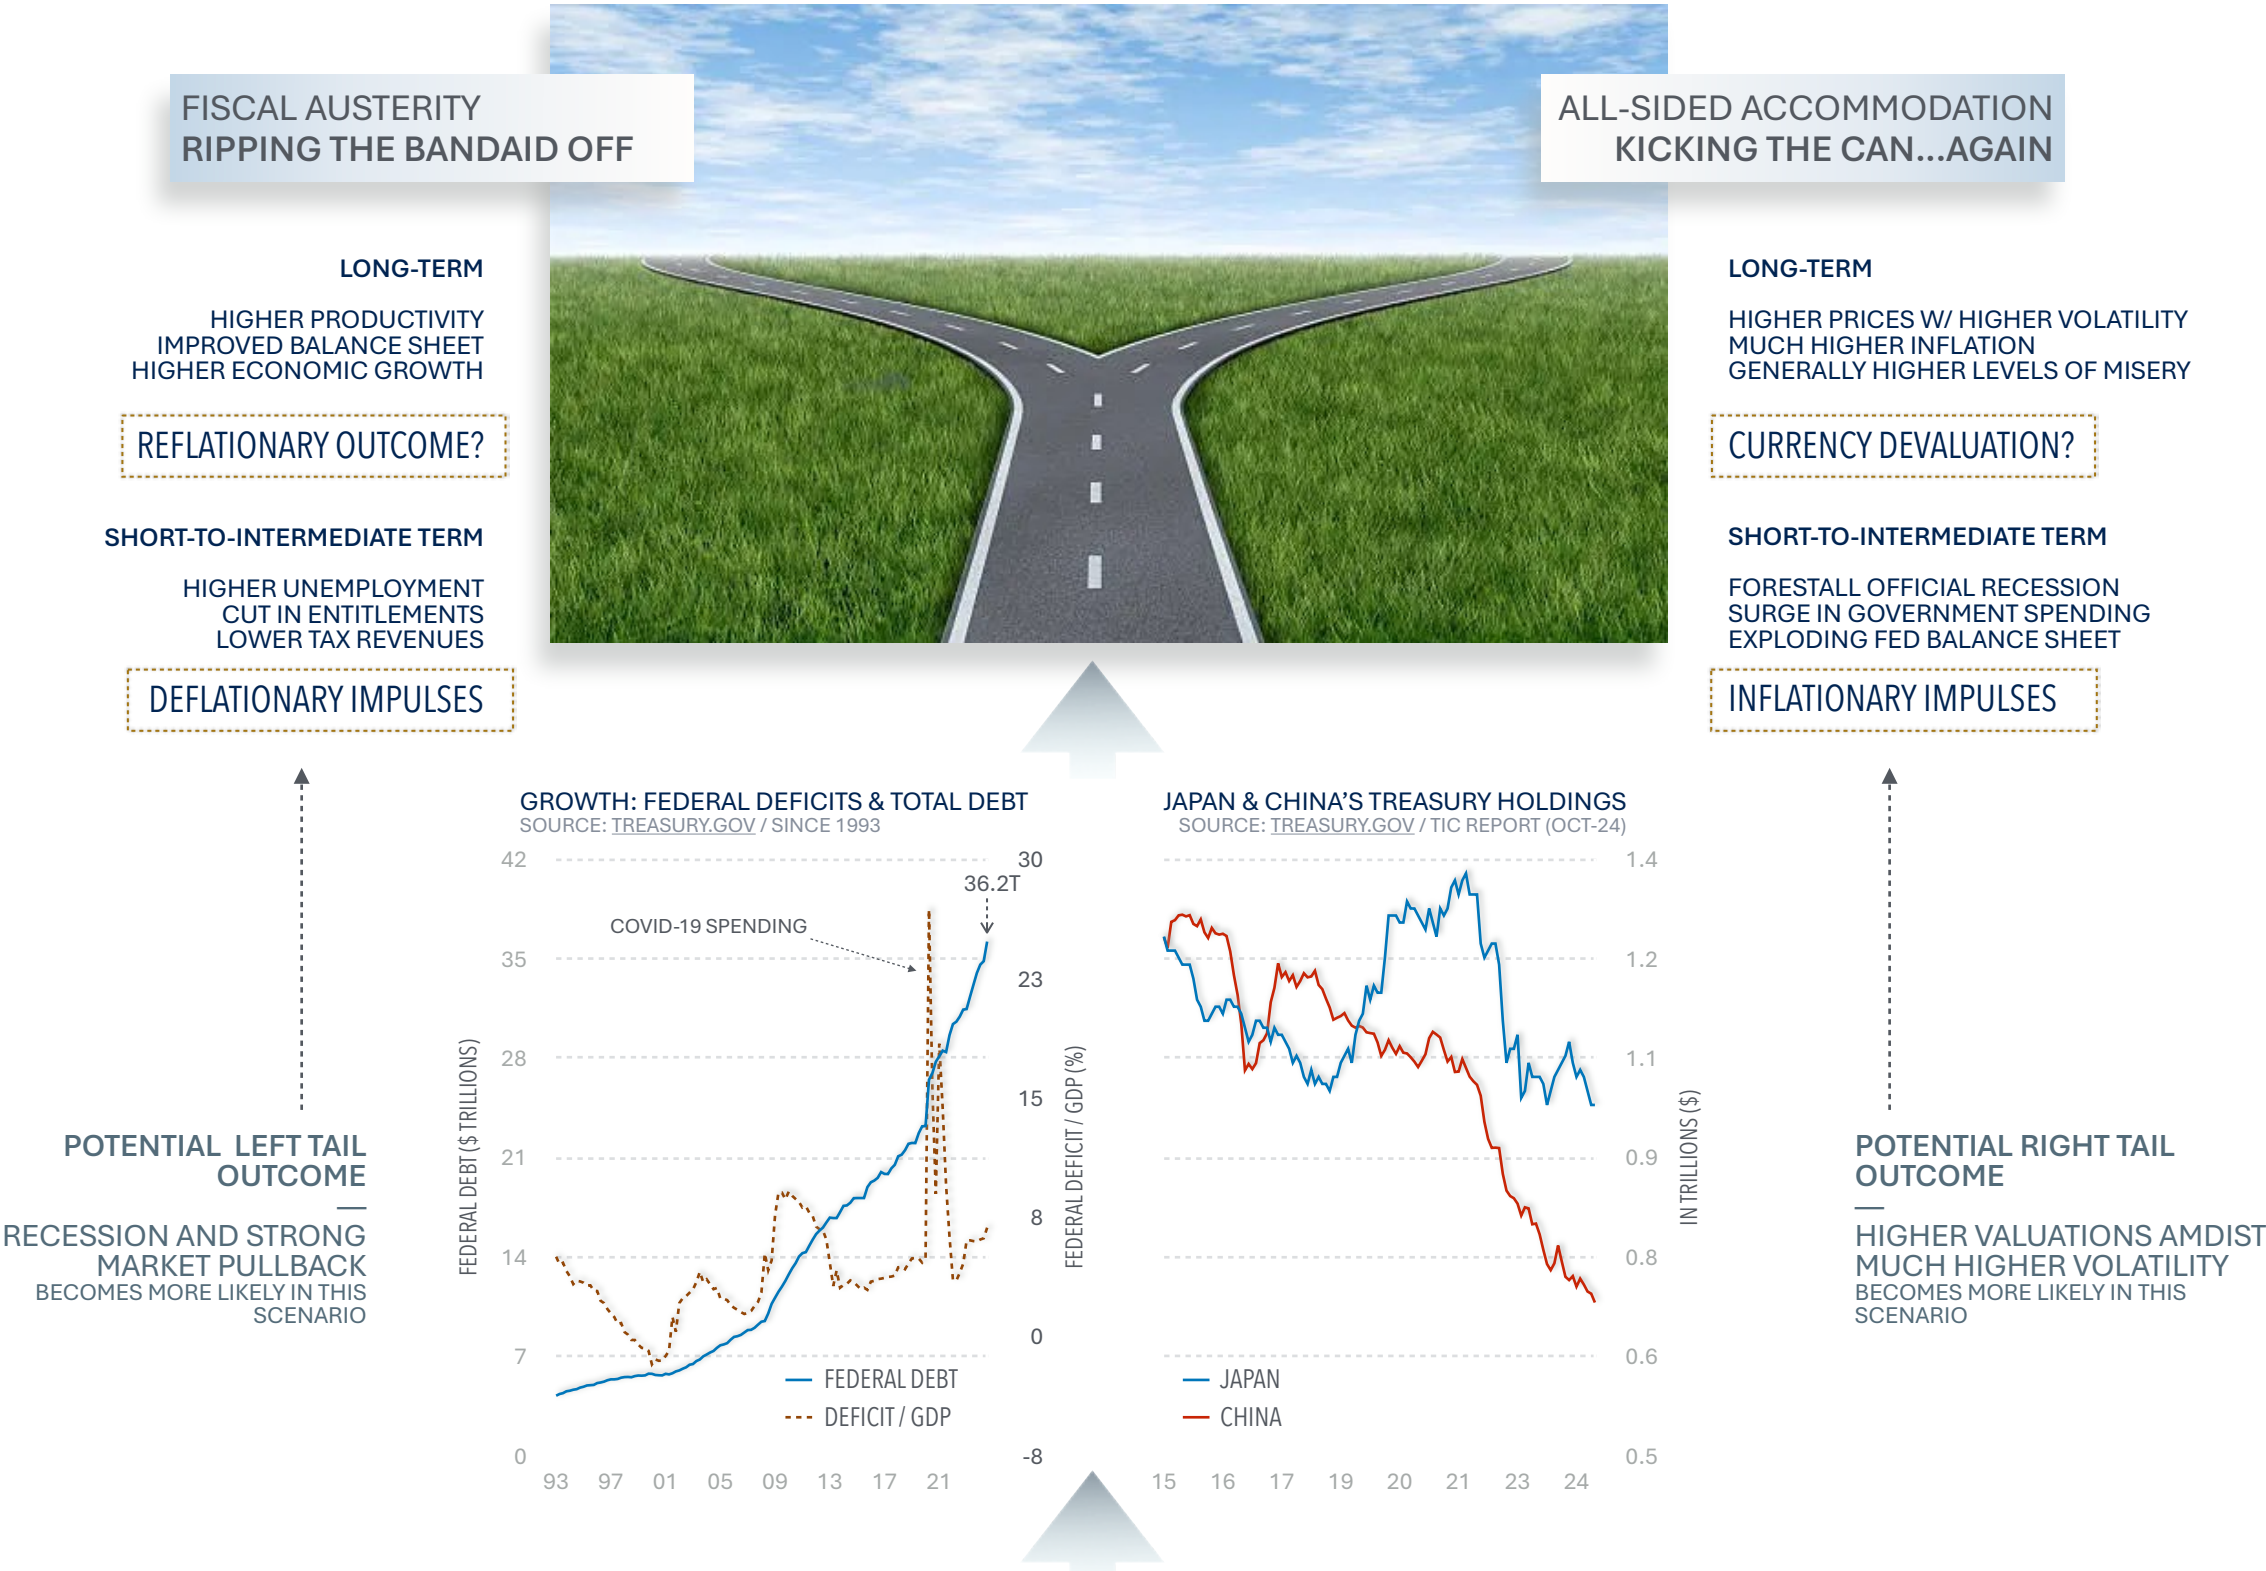 FISCAL AUSTERITY
RIPPING THE BANDAID OFF
ALL-SIDED ACCOMMODATION
KICKING THE CAN...AGAIN
LONG-TERM
HIGHER PRODUCTIVITY
IMPROVED BALANCE SHEET
HIGHER ECONOMIC GROWTH
REFLATIONARY OUTCOME?
SHORT-TO-INTERMEDIATE TERM
HIGHER UNEMPLOYMENT
CUT IN ENTITLEMENTS
LOWER TAX REVENUES
DEFLATIONARY IMPULSES
LONG-TERM
HIGHER PRICES W/ HIGHER VOLATILITY
MUCH HIGHER INFLATION
GENERALLY HIGHER LEVELS OF MISERY
CURRENCY DEVALUATION?
SHORT-TO-INTERMEDIATE TERM
FORESTALL OFFICIAL RECESSION
SURGE IN GOVERNMENT SPENDING
EXPLODING FED BALANCE SHEET
INFLATIONARY IMPULSES
POTENTIAL LEFT TAIL
OUTCOME
—
RECESSION AND STRONG
MARKET PULLBACK
BECOMES MORE LIKELY IN THIS
SCENARIO
GROWTH: FEDERAL DEFICITS & TOTAL DEBT
SOURCE: TREASURY.GOV / SINCE 1993
FEDERAL DEBT ($ TRILLIONS)
42
35
28
21
14
7
0
COVID-19 SPENDING
36.2T
30
23
15
8
0
-8
FEDERAL DEFICIT / GDP (%)
FEDERAL DEBT
DEFICIT / GDP
93 97 01 05 09 13 17 21
JAPAN & CHINA'S TREASURY HOLDINGS
SOURCE: TREASURY.GOV / TIC REPORT (OCT-24)
1.4
1.2
1.1
0.9
0.8
0.6
0.5
IN TRILLIONS ($)
JAPAN
CHINA
15 16 17 19 20 21 23 24
POTENTIAL RIGHT TAIL
OUTCOME
—
HIGHER VALUATIONS AMDIST
MUCH HIGHER VOLATILITY
BECOMES MORE LIKELY IN THIS
SCENARIO